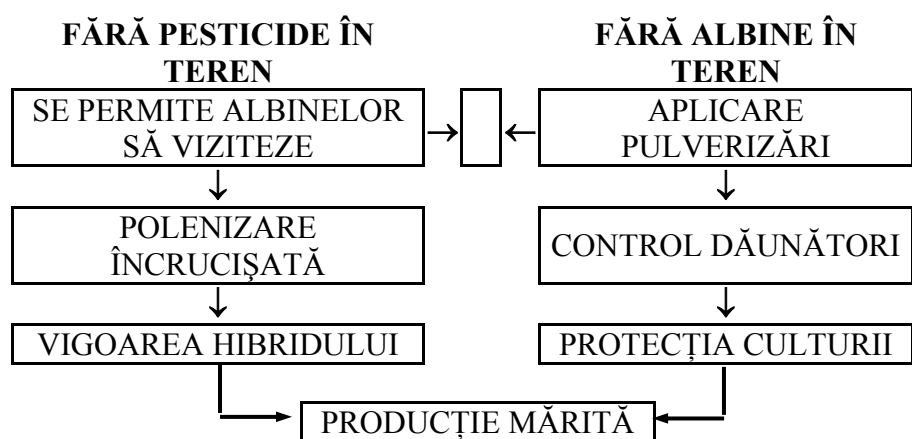 FĂRĂ PESTICIDE ÎN
TEREN
SE PERMITE ALBINELOR
SĂ VIZITEZE
POLENIZARE
ÎNCRUCIŞATĂ
VIGOAREA HIBRIDULUI
FĂRĂ ALBINE ÎN
TEREN
APLICARE
PULVERIZĂRI
CONTROL DĂUNĂTORI
PROTECŢIA CULTURII
PRODUCŢIE MĂRITĂ